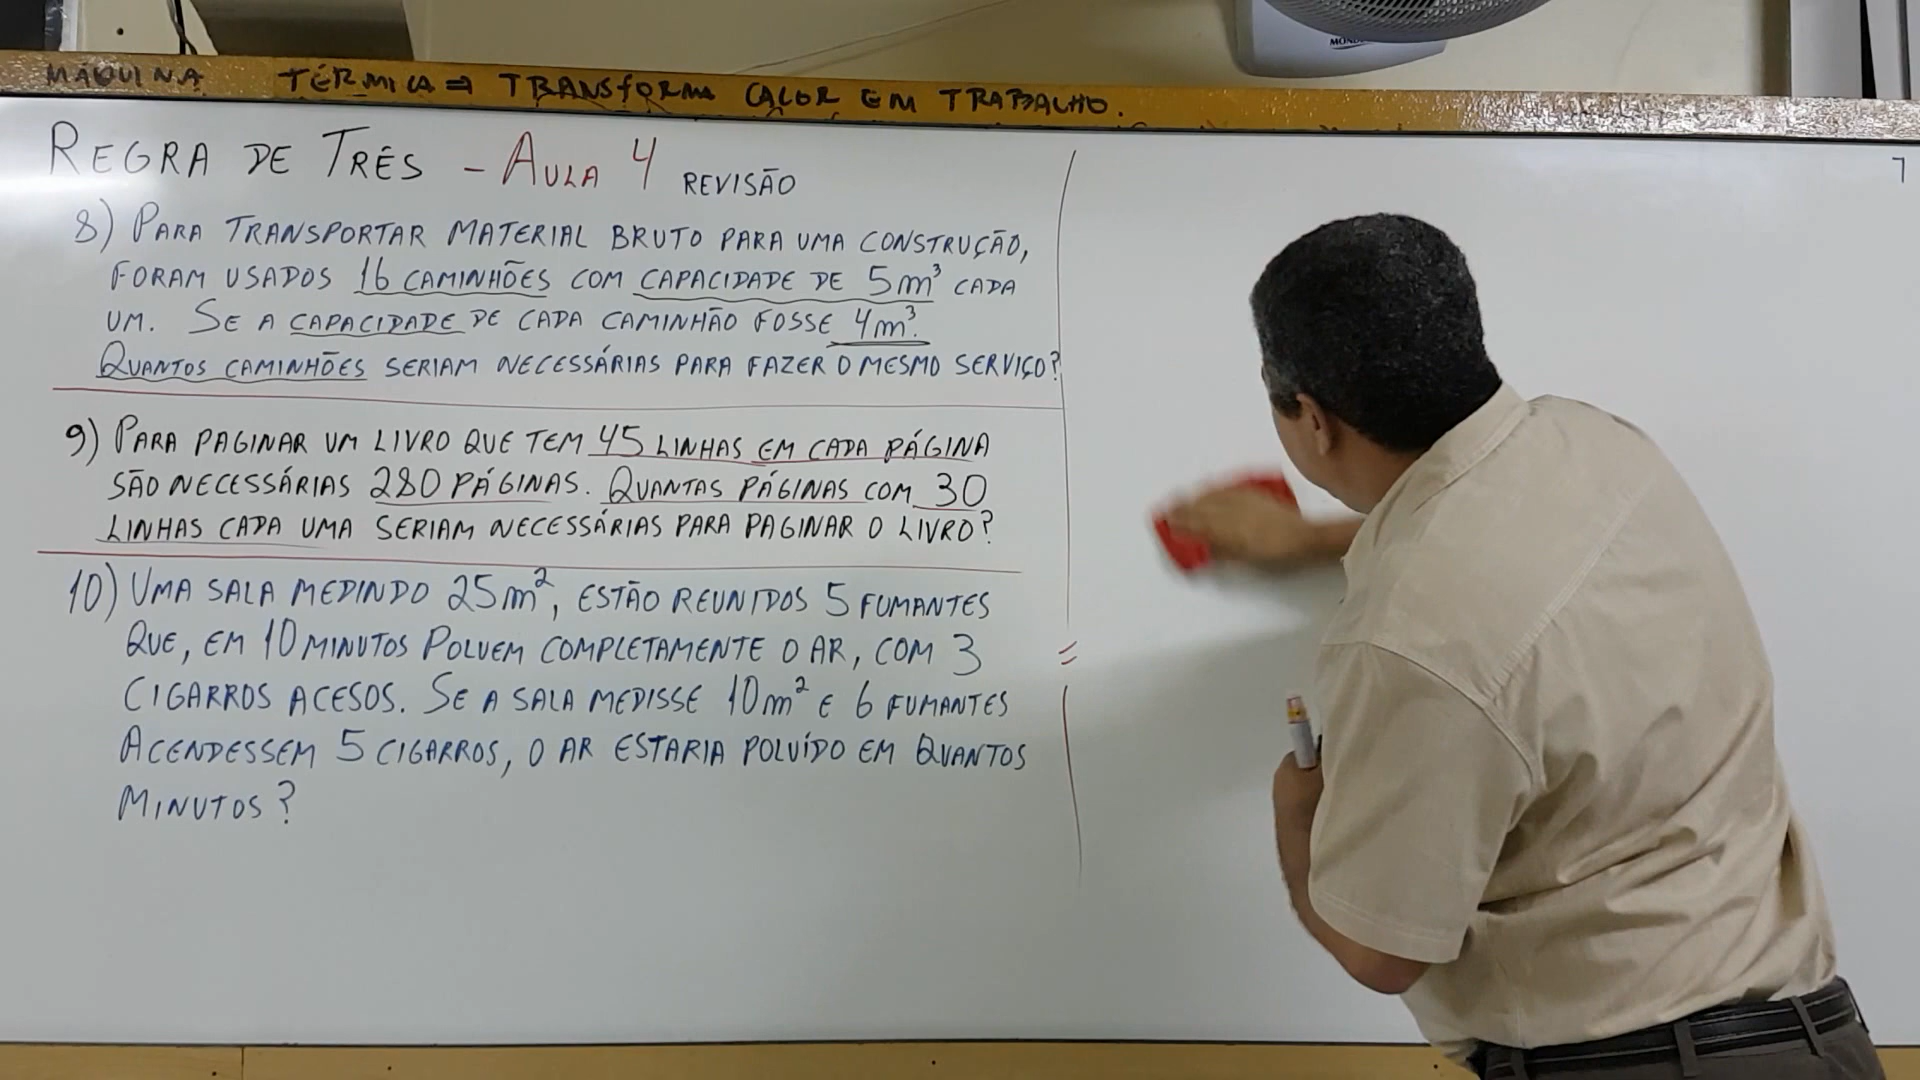 MÁQUINA TÉRMICA ⇒ TRANSFORMA CALOR EM TRABALHO.
REGRA DE TRÊS - AULA 4 REVISÃO
7
8) PARA TRANSPORTAR MATERIAL BRUTO PARA UMA CONSTRUÇÃO,
FORAM USADOS 16 CAMINHÕES COM CAPACIDADE DE 5m³ CADA
UM. SE A CAPACIDADE DE CADA CAMINHÃO FOSSE 4m³.
QUANTOS CAMINHÕES SERIAM NECESSÁRIAS PARA FAZER O MESMO SERVIÇO?
9) PARA PAGINAR UM LIVRO QUE TEM 45 LINHAS EM CADA PÁGINA
SÃO NECESSÁRIAS 280 PÁGINAS. QUANTAS PÁGINAS COM 30
LINHAS CADA UMA SERIAM NECESSÁRIAS PARA PAGINAR O LIVRO?
10) UMA SALA MEDINDO 25m², ESTÃO REUNIDOS 5 FUMANTES
QUE, EM 10 MINUTOS POLUEM COMPLETAMENTE O AR, COM 3
=
CIGARROS ACESOS. SE A SALA MEDISSE 10m² E 6 FUMANTES
ACENDESSEM 5 CIGARROS, O AR ESTARIA POLUÍDO EM QUANTOS
MINUTOS?